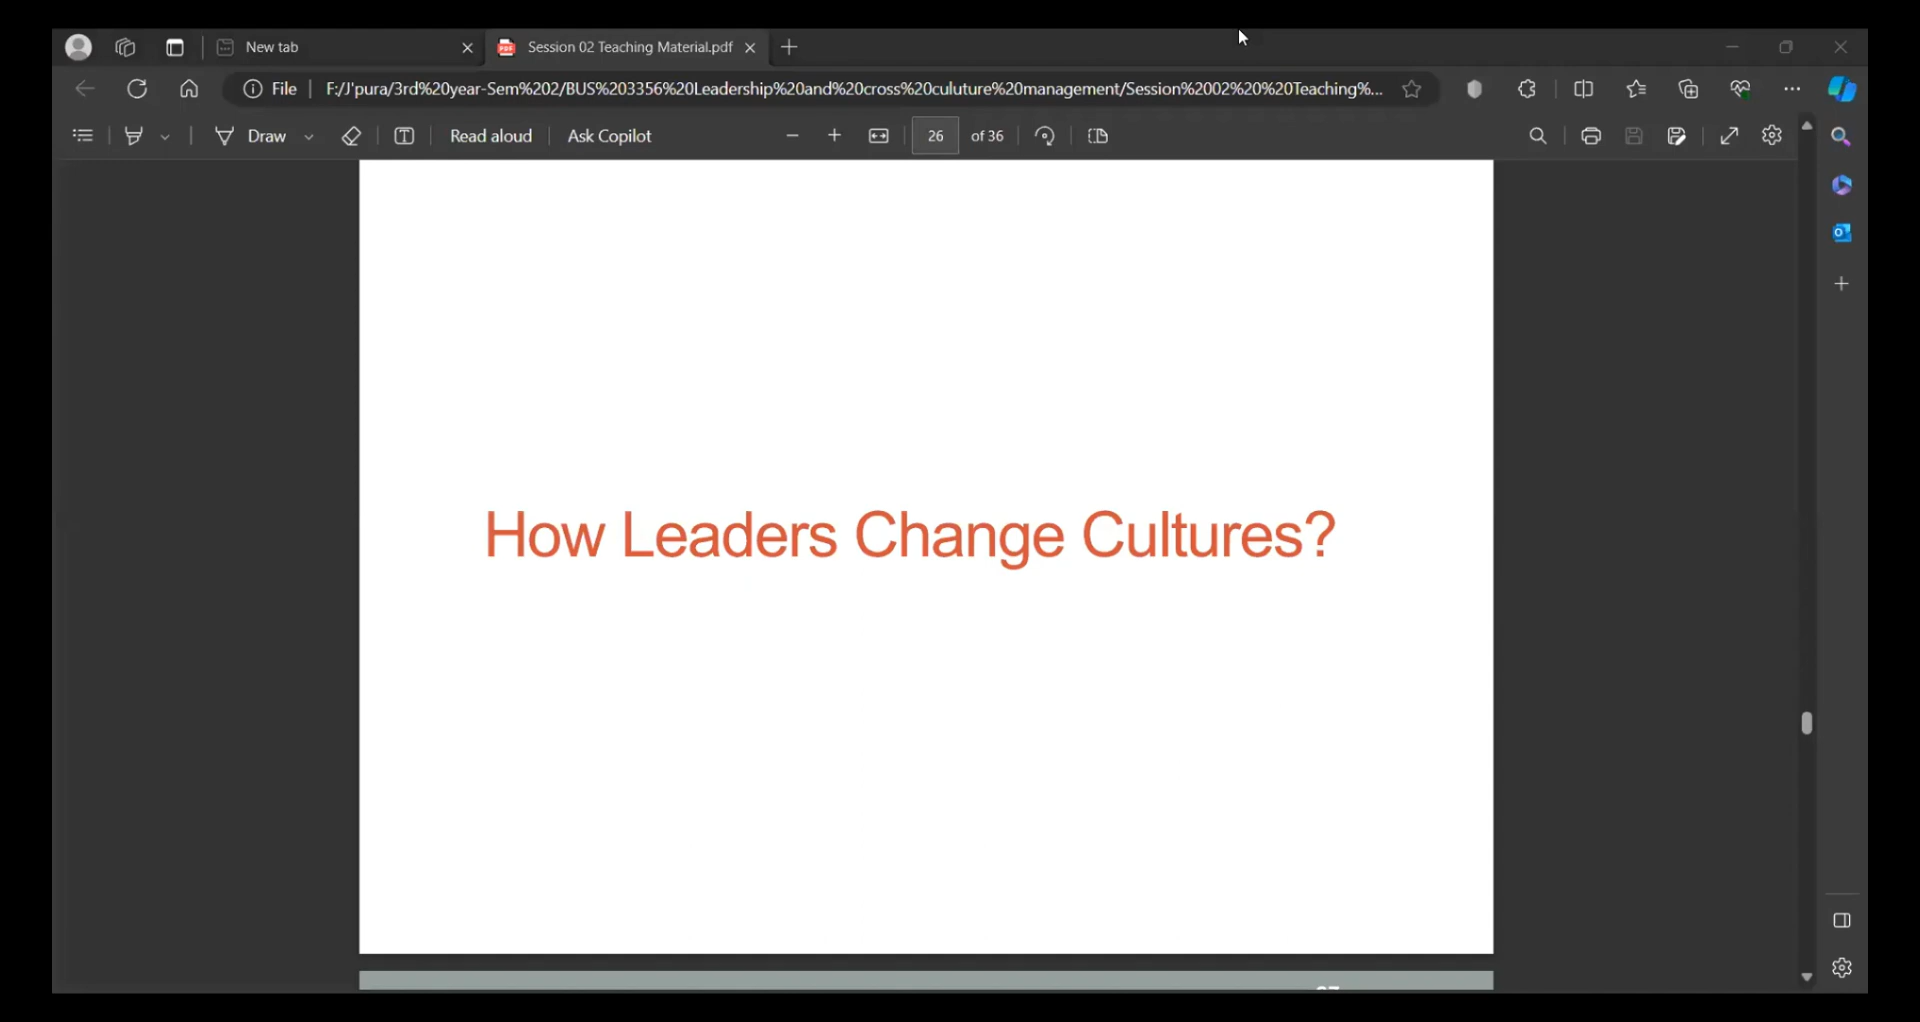 New tab
Session 02 Teaching Material.pdf
File
F:/J'pura/3rd%20year-Sem%202/BUS%203356%20Leadership%20and%20cross%20culuture%20management/Session%2002%20%20Teaching%...
Draw
Read aloud
Ask Copilot
26
of 36
How Leaders Change Cultures?